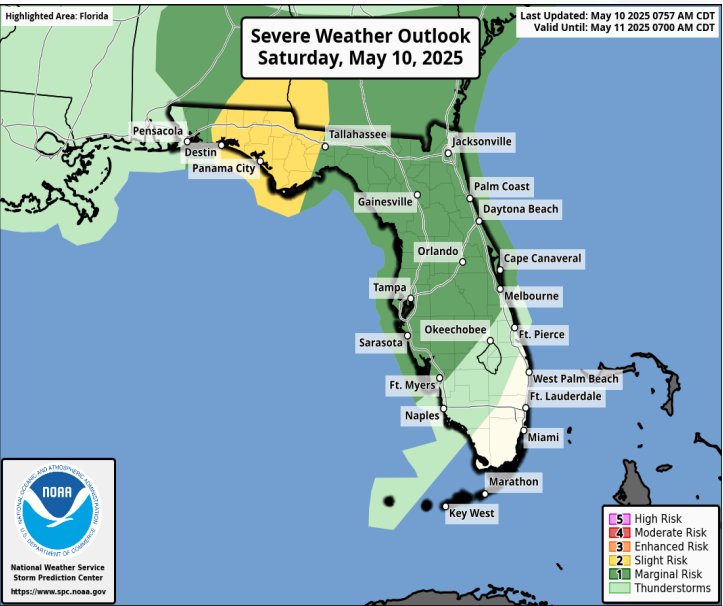 Highlighted Area: Florida
Severe Weather Outlook
Saturday, May 10, 2025
Last Updated: May 10 2025 0757 AM CDT
Valid Until: May 11 2025 0700 AM CDT
Pensacola
Destin
Panama City
Tallahassee
Jacksonville
Palm Coast
Gainesville
Daytona Beach
Orlando
Cape Canaveral
Tampa
Melbourne
Okeechobee
Ft. Pierce
Sarasota
Ft. Myers
West Palm Beach
Ft. Lauderdale
Naples
Miami
Marathon
Key West
NATIONAL OCEANIC AND ATMOSPHERIC ADMINISTRATION
NOAA
U.S. DEPARTMENT OF COMMERCE
National Weather Service
Storm Prediction Center
https://www.spc.noaa.gov
5 High Risk
4 Moderate Risk
3 Enhanced Risk
2 Slight Risk
1 Marginal Risk
Thunderstorms